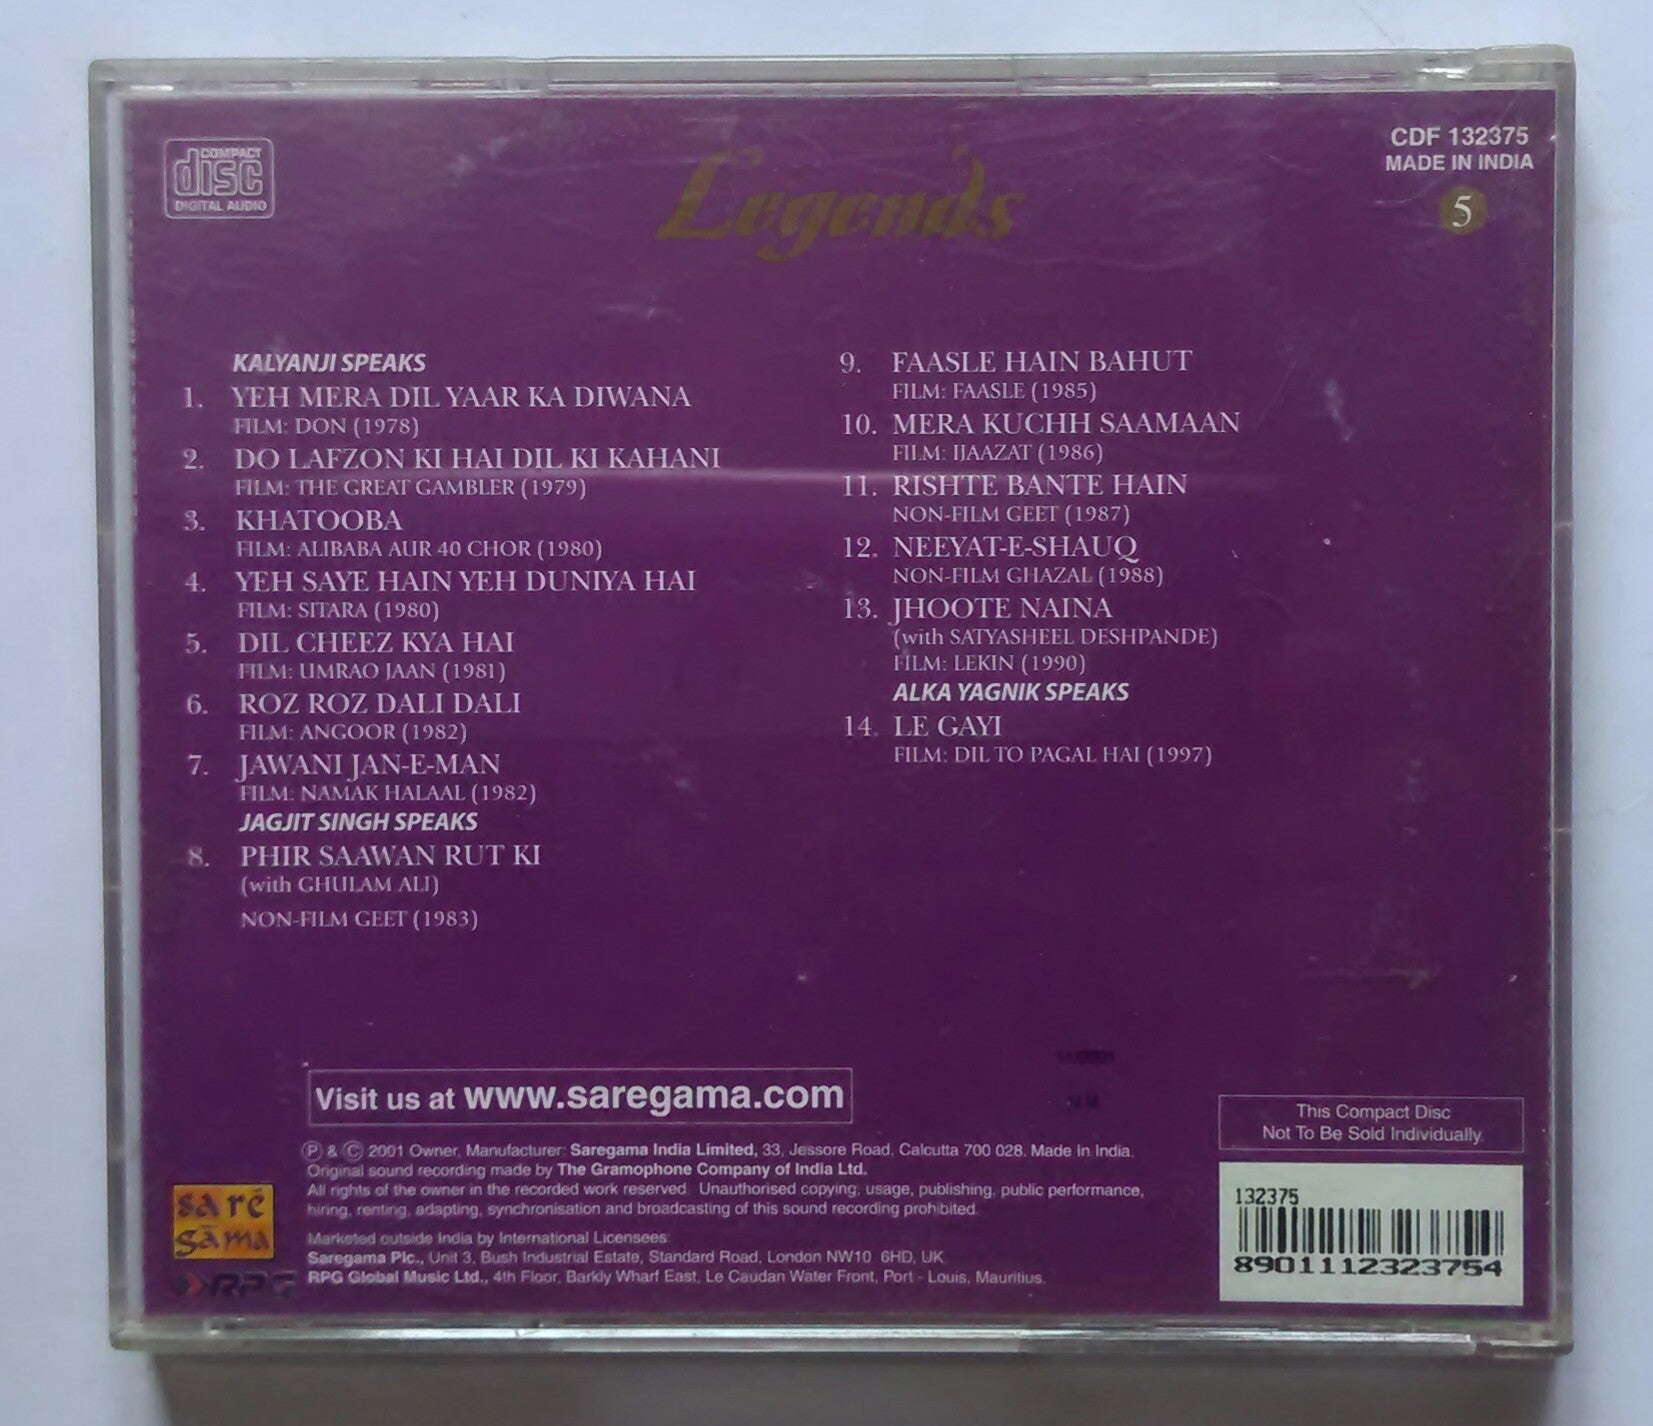 COMPACT
disc
DIGITAL AUDIO
Legends
CDF 132375
MADE IN INDIA
5
KALYANJI SPEAKS
1. YEH MERA DIL YAAR KA DIWANA
FILM: DON (1978)
2. DO LAFZON KI HAI DIL KI KAHANI
FILM: THE GREAT GAMBLER (1979)
3. KHATOOBA
FILM: ALIBABA AUR 40 CHOR (1980)
4. YEH SAYE HAIN YEH DUNIYA HAI
FILM: SITARA (1980)
5. DIL CHEEZ KYA HAI
FILM: UMRAO JAAN (1981)
6. ROZ ROZ DALI DALI
FILM: ANGOOR (1982)
7. JAWANI JAN-E-MAN
FILM: NAMAK HALAAL (1982)
JAGJIT SINGH SPEAKS
8. PHIR SAAWAN RUT KI
(with GHULAM ALI)
NON-FILM GEET (1983)
9. FAASLE HAIN BAHUT
FILM: FAASLE (1985)
10. MERA KUCHH SAAMAAN
FILM: IJAAZAT (1986)
11. RISHTE BANTE HAIN
NON-FILM GEET (1987)
12. NEEYAT-E-SHAUQ
NON-FILM GHAZAL (1988)
13. JHOOTE NAINA
(with SATYASHEEL DESHPANDE)
FILM: LEKIN (1990)
ALKA YAGNIK SPEAKS
14. LE GAYI
FILM: DIL TO PAGAL HAI (1997)
Visit us at www.saregama.com
℗ & © 2001 Owner, Manufacturer: Saregama India Limited, 33, Jessore Road, Calcutta 700 028. Made In India.
Original sound recording made by The Gramophone Company of India Ltd.
All rights of the owner in the recorded work reserved. Unauthorised copying, usage, publishing, public performance,
hiring, renting, adapting, synchronisation and broadcasting of this sound recording prohibited.
Marketed outside India by International Licensees
Saregama Plc., Unit 3, Bush Industrial Estate, Standard Road, London NW10 6HD, UK
RPG Global Music Ltd., 4th Floor, Barkly Wharf East, Le Caudan Water Front, Port - Louis, Mauritius.
sa rē
gāma
RPG
This Compact Disc
Not To Be Sold Individually.
132375
8901112323754